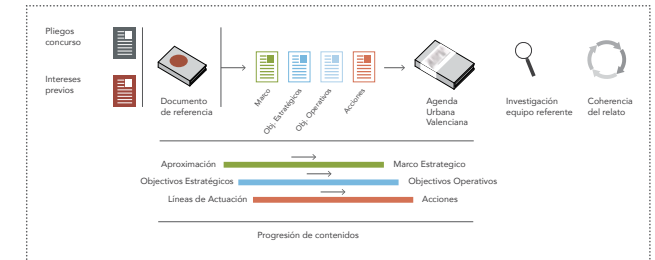 Pliegos
concurso
Intereses
previos
Documento
de referencia
Marco
Obj. Estratégicos
Obj. Operativos
Acciones
Agenda
Urbana
Valenciana
Investigación
equipo referente
Coherencia
del relato
Aproximación
Marco Estrategico
Objectivos Estratégicos
Objectivos Operativos
Líneas de Actuación
Acciones
Progresión de contenidos